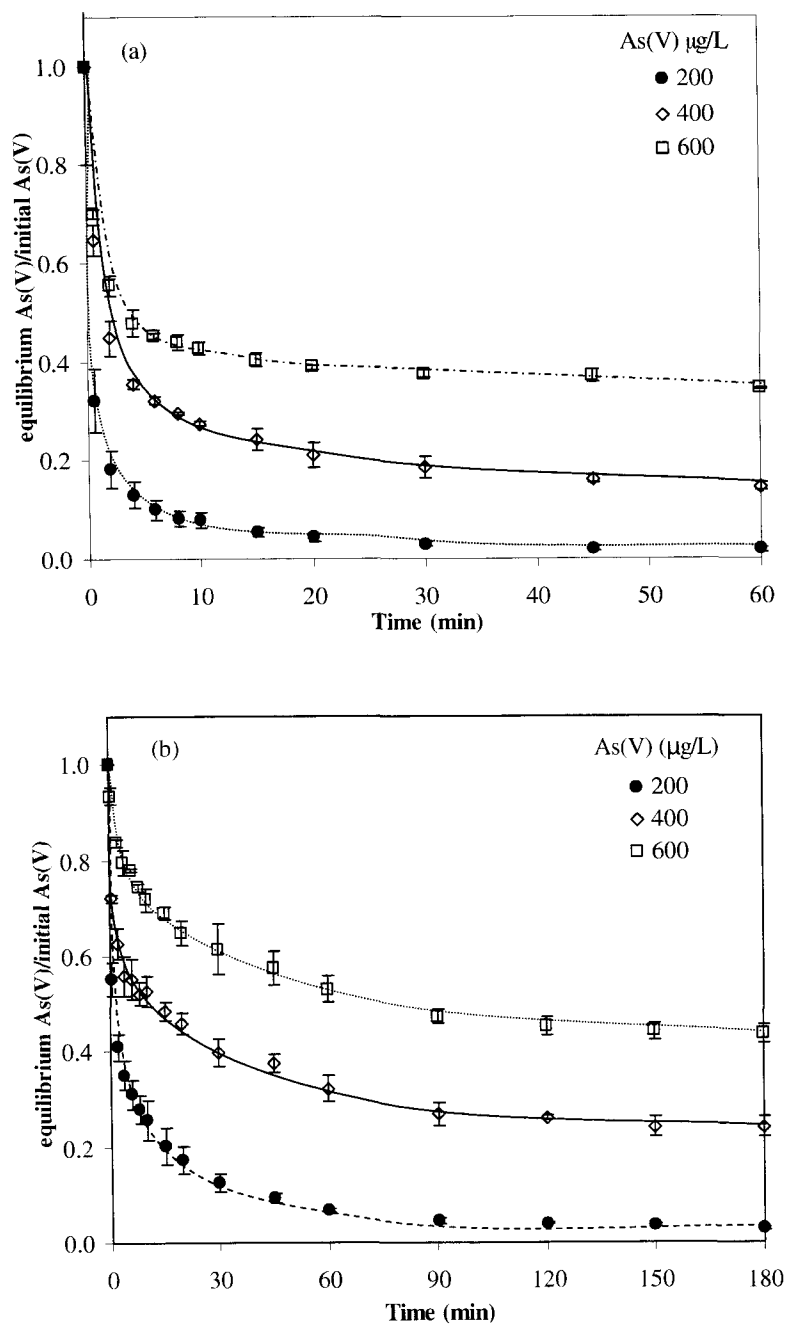 (a)
As(V) µg/L
200
400
600
equilibrium As(V)/initial As(V)
1.0
0.8
0.6
0.4
0.2
0.0
0 10 20 30 40 50 60
Time (min)
(b)
As(V) (µg/L)
200
400
600
equilibrium As(V)/initial As(V)
1.0
0.8
0.6
0.4
0.2
0.0
0 30 60 90 120 150 180
Time (min)